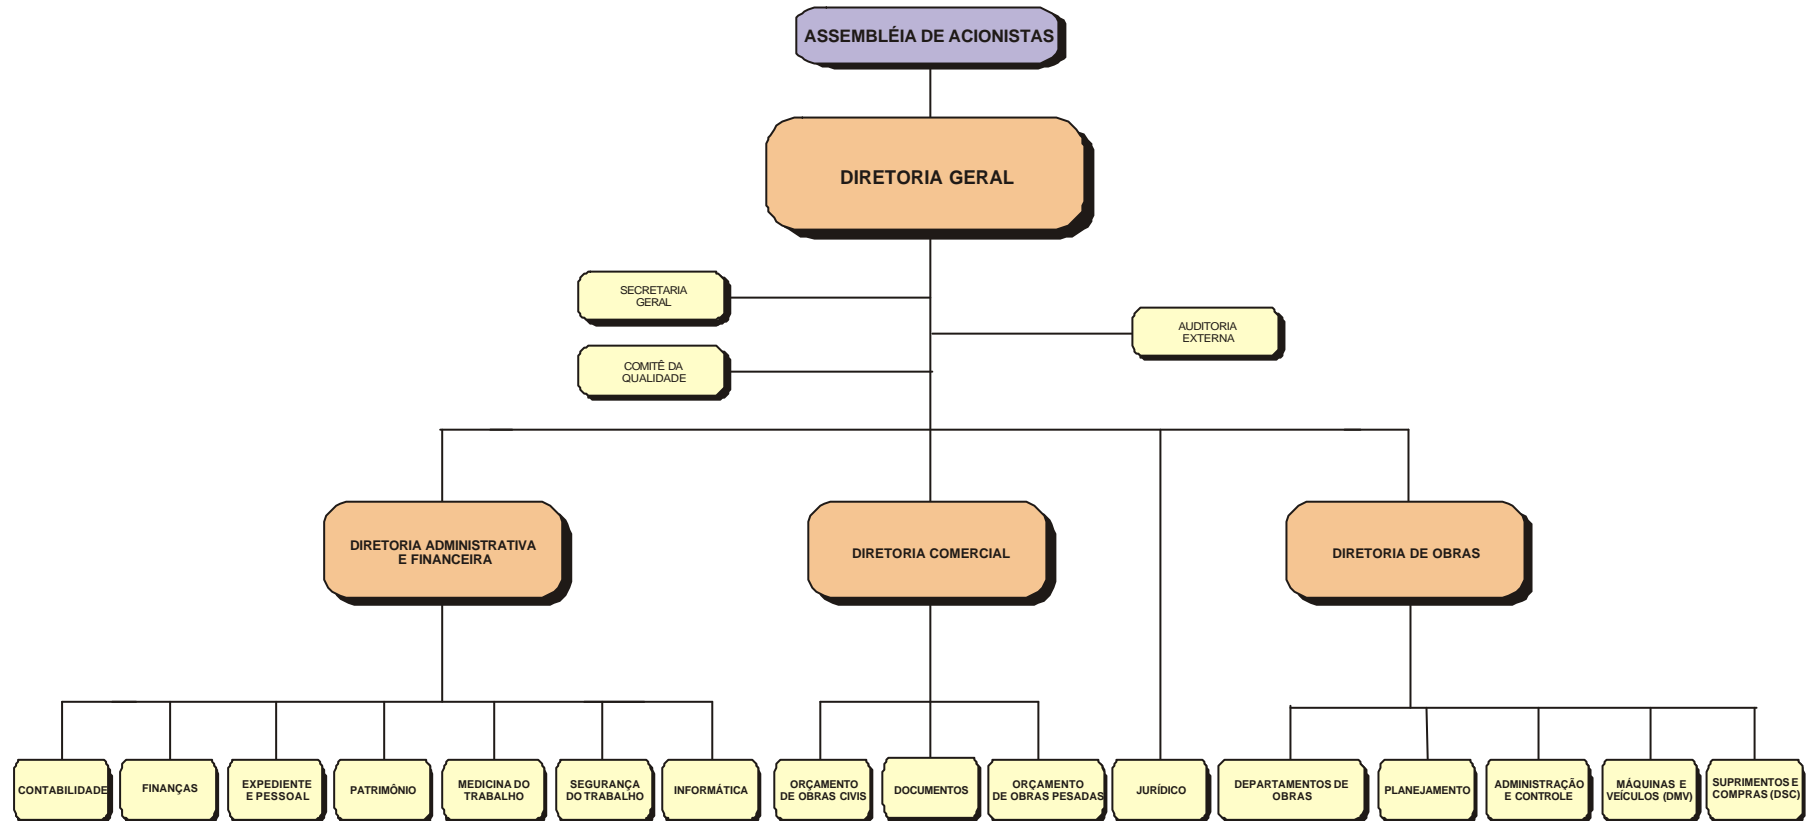 ASSEMBLÉIA DE ACIONISTAS
DIRETORIA GERAL
SECRETARIA
GERAL
AUDITORIA
EXTERNA
COMITÊ DA
QUALIDADE
DIRETORIA ADMINISTRATIVA
E FINANCEIRA
DIRETORIA COMERCIAL
DIRETORIA DE OBRAS
CONTABILIDADE
FINANÇAS
EXPEDIENTE
E PESSOAL
PATRIMÔNIO
MEDICINA DO
TRABALHO
SEGURANÇA
DO TRABALHO
INFORMÁTICA
ORÇAMENTO
DE OBRAS CIVIS
DOCUMENTOS
ORÇAMENTO
DE OBRAS PESADAS
JURÍDICO
DEPARTAMENTOS DE
OBRAS
PLANEJAMENTO
ADMINISTRAÇÃO
E CONTROLE
MÁQUINAS E
VEÍCULOS (DMV)
SUPRIMENTOS E
COMPRAS (DSC)